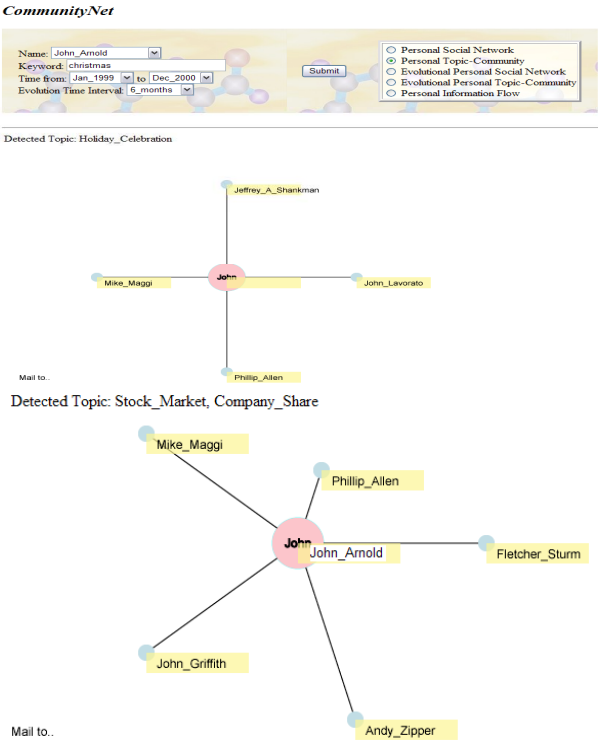 CommunityNet
Name: John_Arnold
Keyword: christmas
Time from: Jan_1999 to Dec_2000
Evolution Time Interval: 6_months
Submit
Personal Social Network
Personal Topic-Community
Evolutional Personal Social Network
Evolutional Personal Topic-Community
Personal Information Flow
Detected Topic: Holiday_Celebration
Jeffrey_A_Shankman
John
Mike_Maggi
John_Lavorato
Phillip_Allen
Mail to..
Detected Topic: Stock_Market, Company_Share
Mike_Maggi
Phillip_Allen
John
John_Arnold
Fletcher_Sturm
John_Griffith
Andy_Zipper
Mail to..